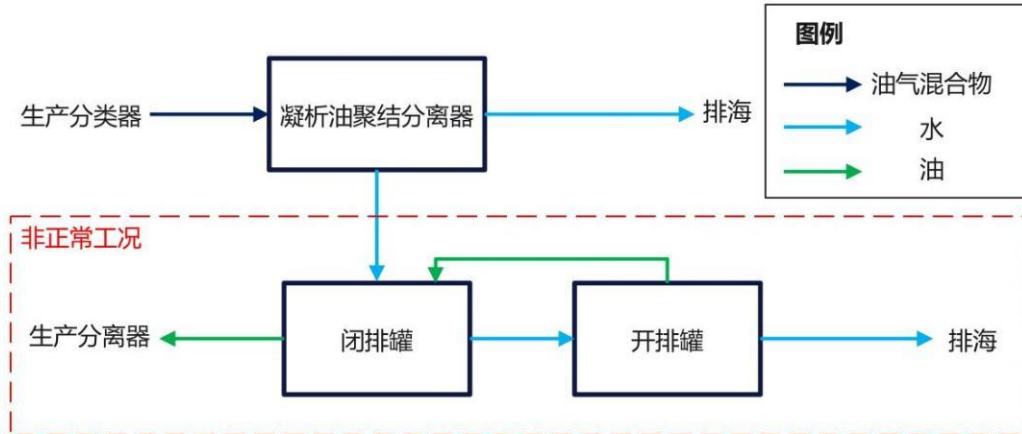 图例
油气混合物
水
油
生产分类器
凝析油聚结分离器
排海
非正常工况
生产分离器
闭排罐
开排罐
排海